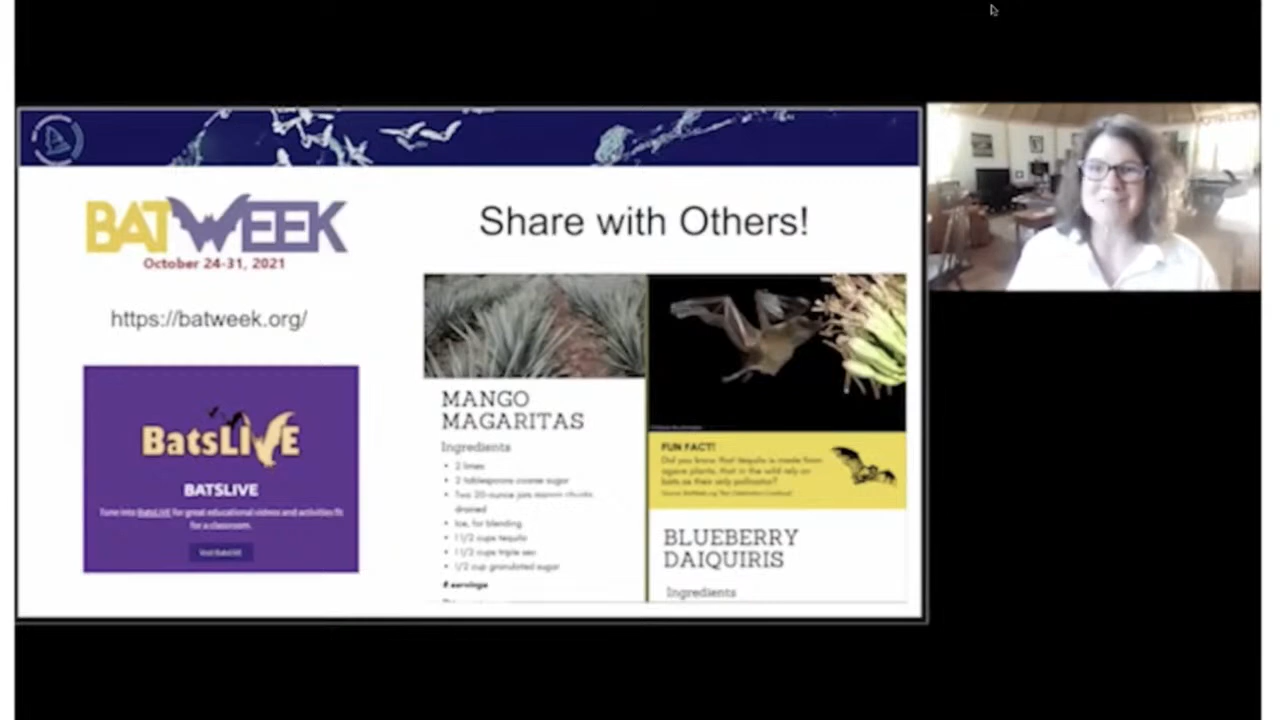 BATWEEK
October 24-31, 2021
https://batweek.org/
BatsLIVE
BATSLIVE
Tune into BatsLIVE for great educational videos and activities fit
for a classroom.
Visit BatsLIVE
Share with Others!
MANGO
MAGARITAS
Ingredients
• 2 limes
• 2 tablespoons coarse sugar
• Two 20-ounce jars mango chunks,
drained
• Ice, for blending
• 1 1/2 cups tequila
• 1 1/2 cups triple sec
• 1/2 cup granulated sugar
8 servings
FUN FACT!
Did you know that tequila is made from
agave plants, that in the wild rely on
bats as their only pollinator?
BLUEBERRY
DAIQUIRIS
Ingredients